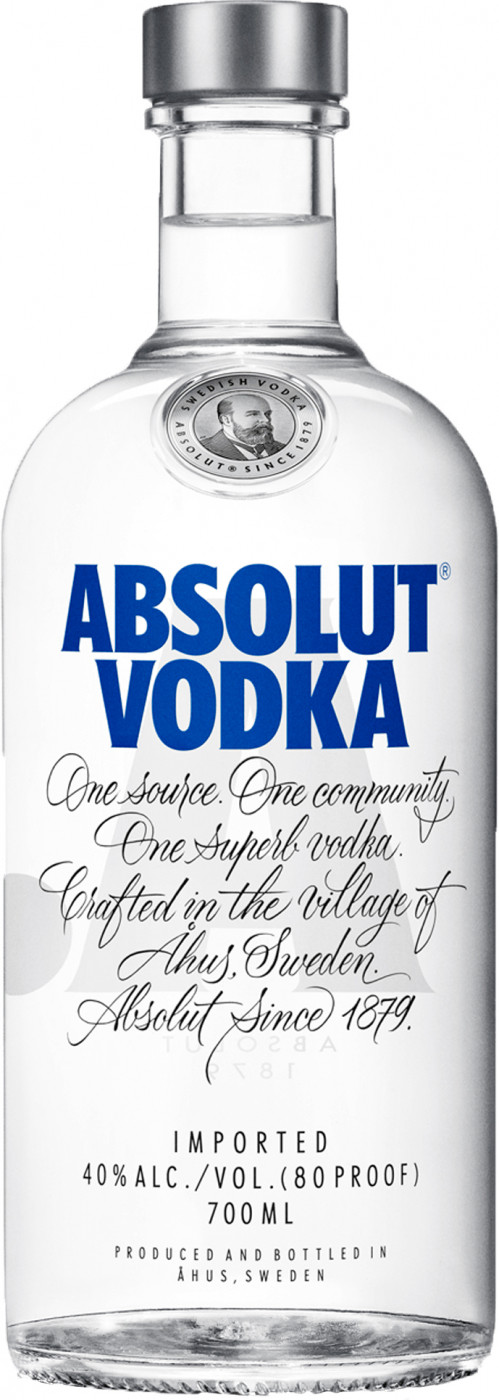 SWEDISH VODKA
ABSOLUT® SINCE 1879
ABSOLUT®
VODKA
One source. One community.
One superb vodka.
Crafted in the village of
Åhus, Sweden.
Absolut Since 1879.
ABSOLUT
1879
IMPORTED
40% ALC./VOL. (80 PROOF)
700 ML
PRODUCED AND BOTTLED IN
ÅHUS, SWEDEN